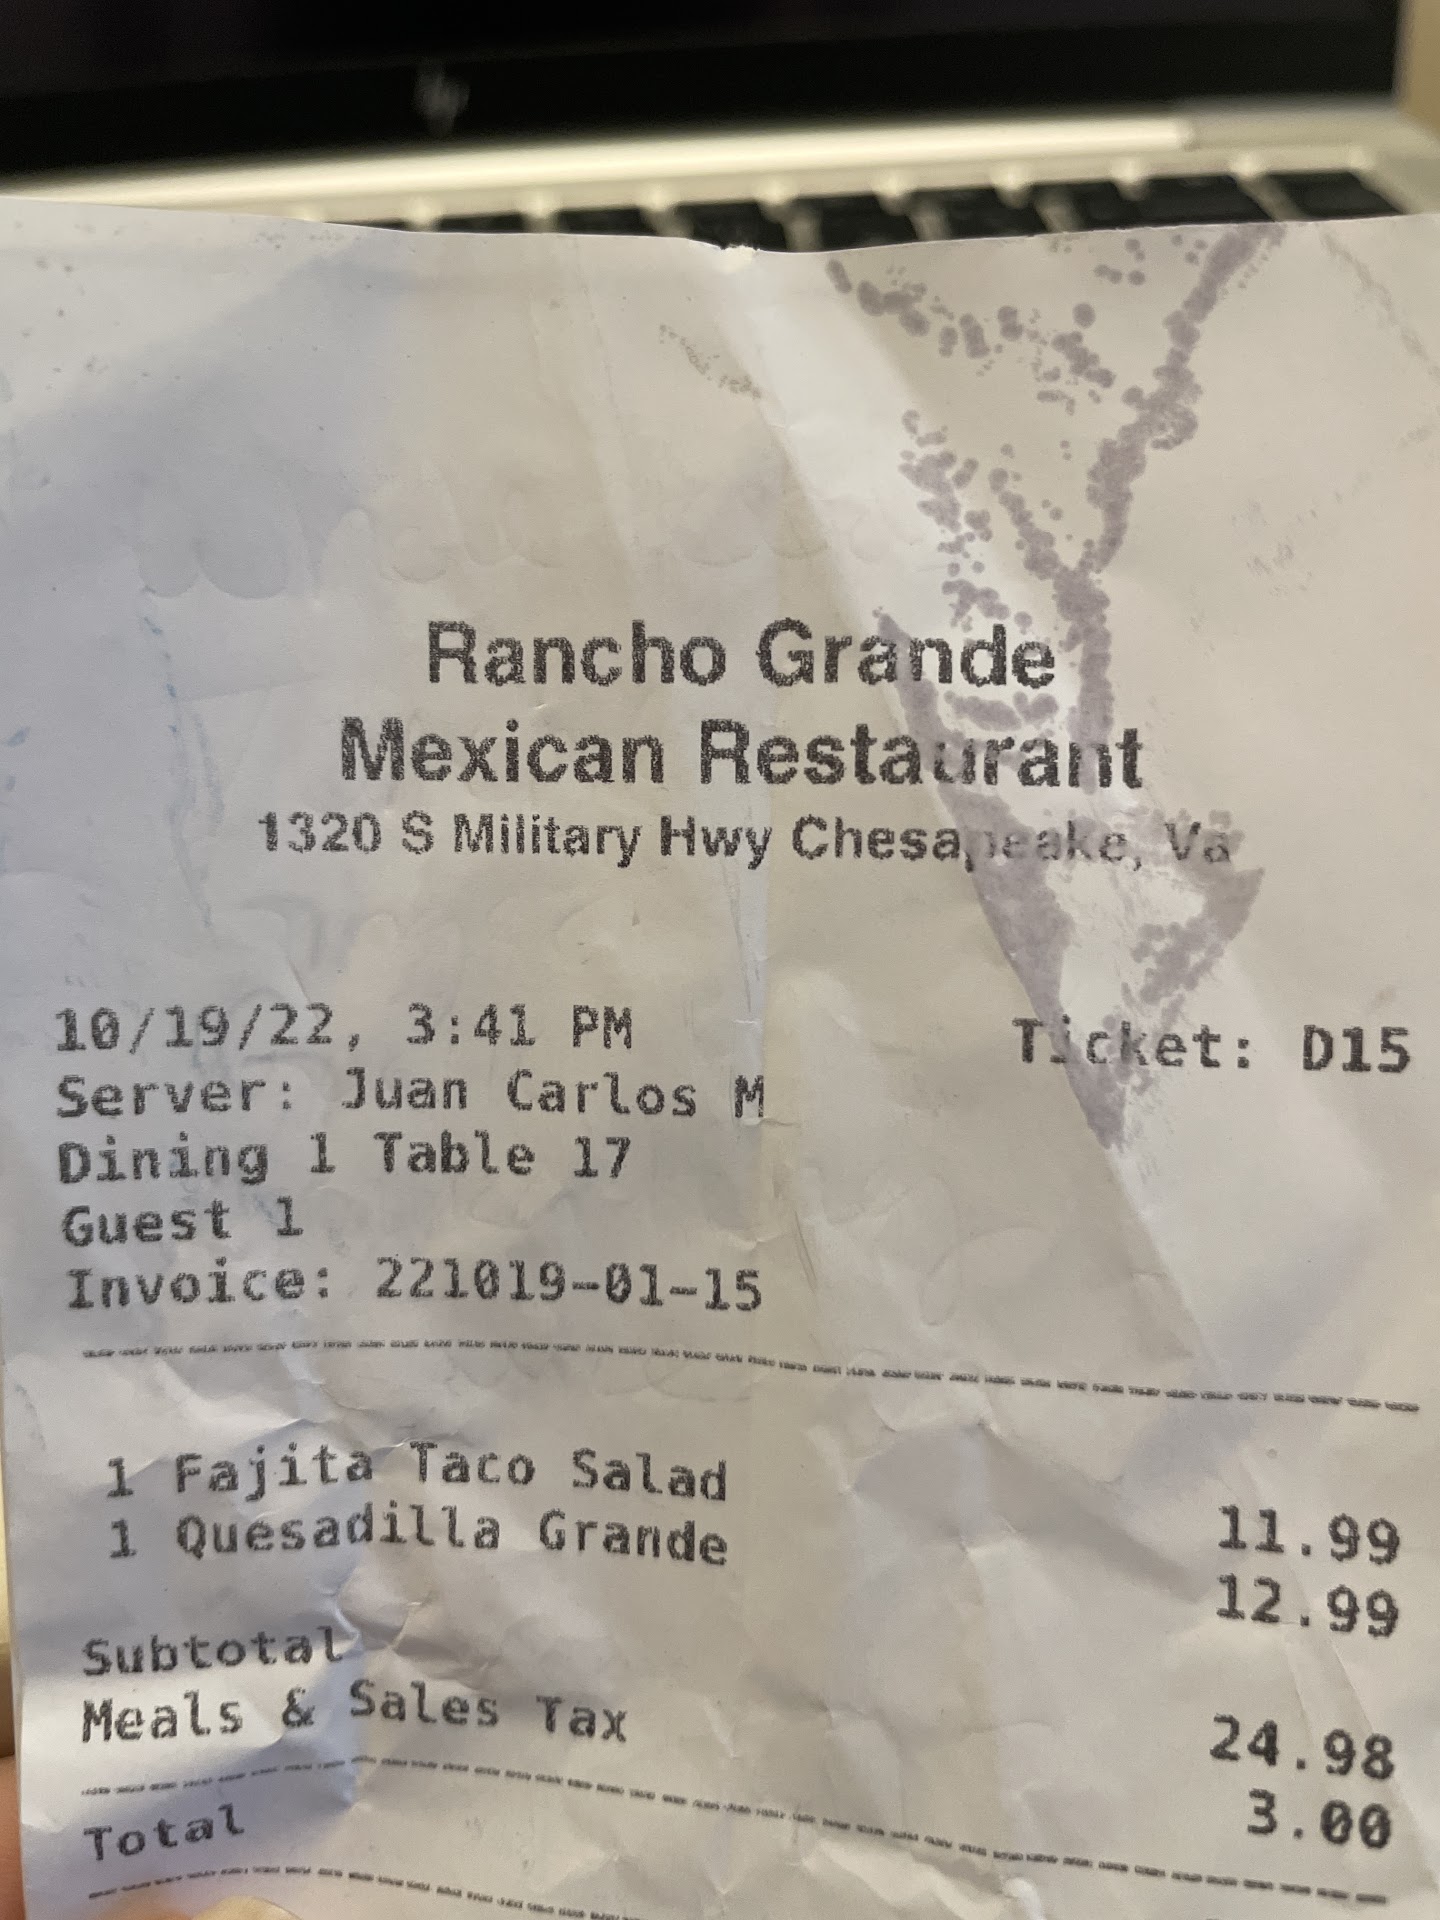 Rancho Grande
Mexican Restaurant
1320 S Military Hwy Chesapeake, Va
10/19/22, 3:41 PM Ticket: D15
Server: Juan Carlos M
Dining 1 Table 17
Guest 1
Invoice: 221019-01-15
1 Fajita Taco Salad 11.99
1 Quesadilla Grande 12.99
Subtotal 24.98
Meals & Sales Tax 3.00
Total